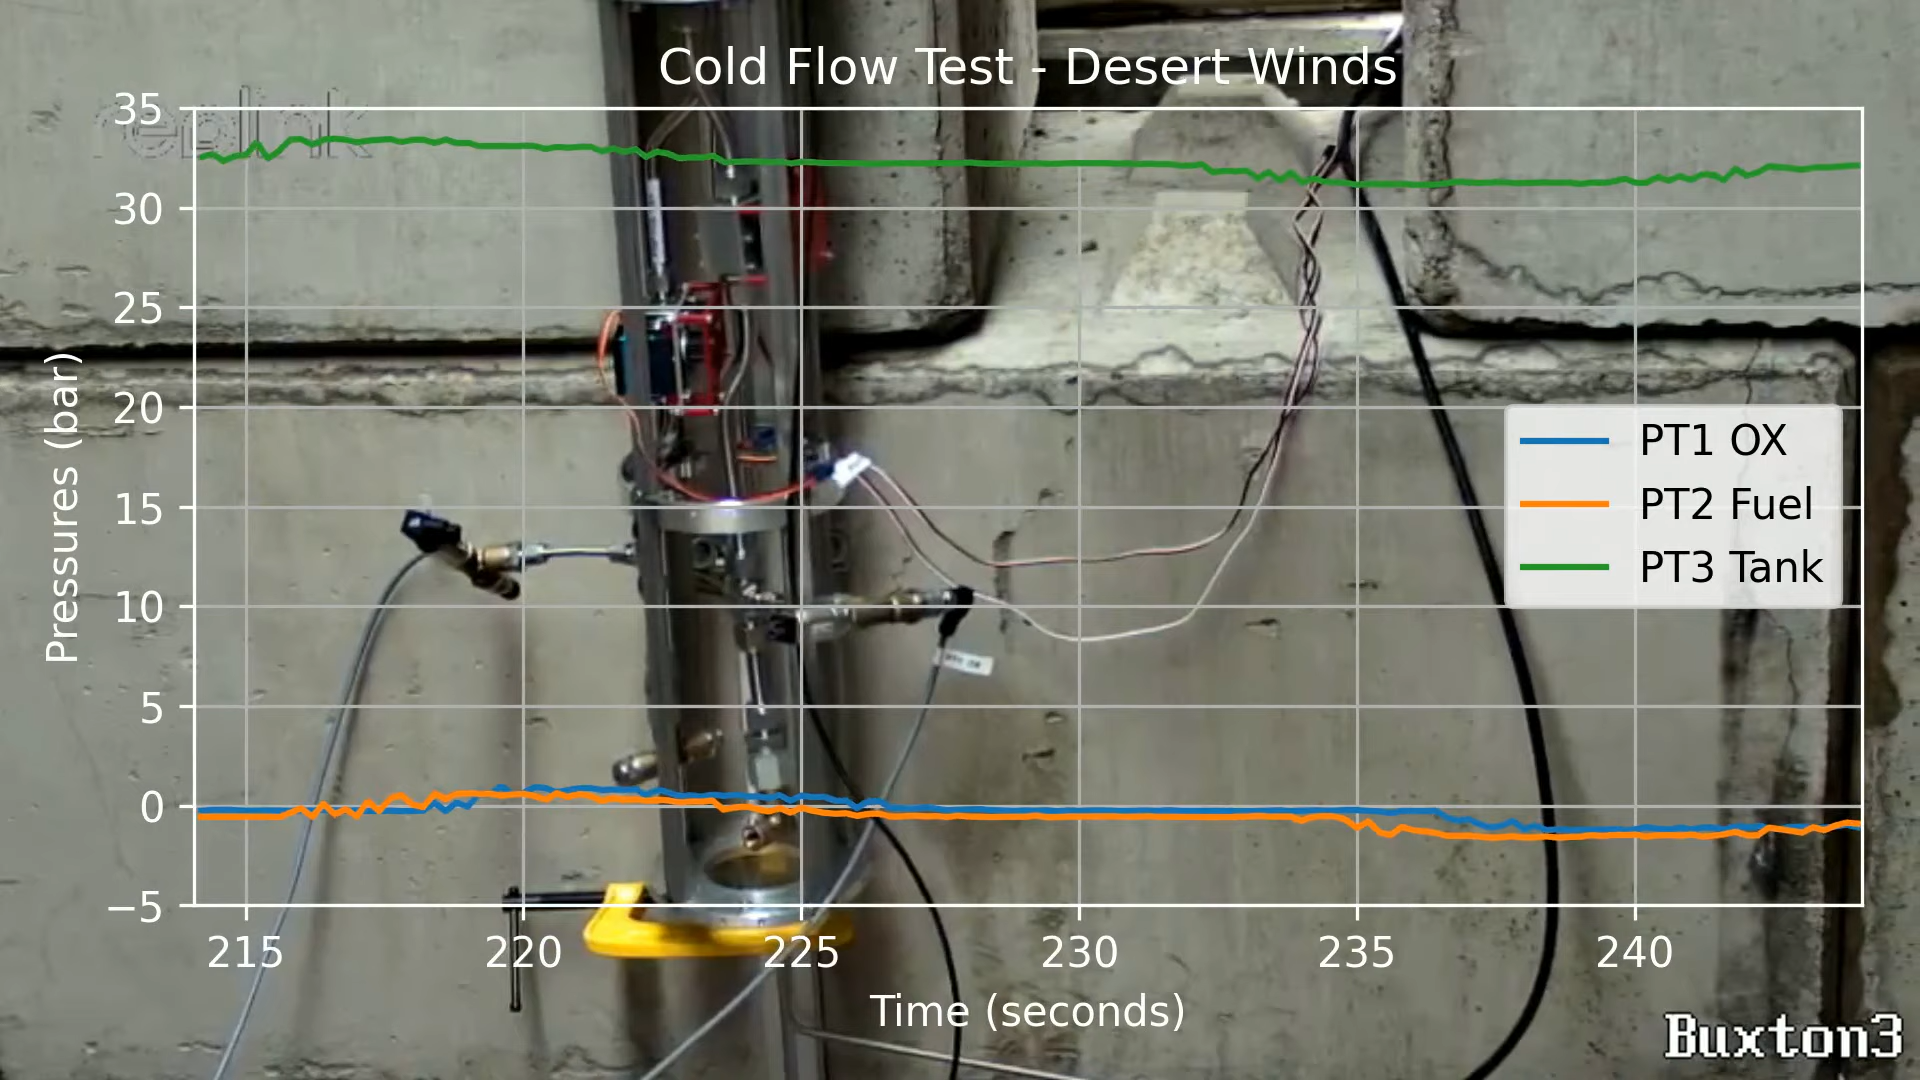 Cold Flow Test - Desert Winds
reolink
35
30
25
20
15
10
5
0
−5
Pressures (bar)
PT1 OX
PT2 Fuel
PT3 Tank
215
220
225
230
235
240
Time (seconds)
Buxton3